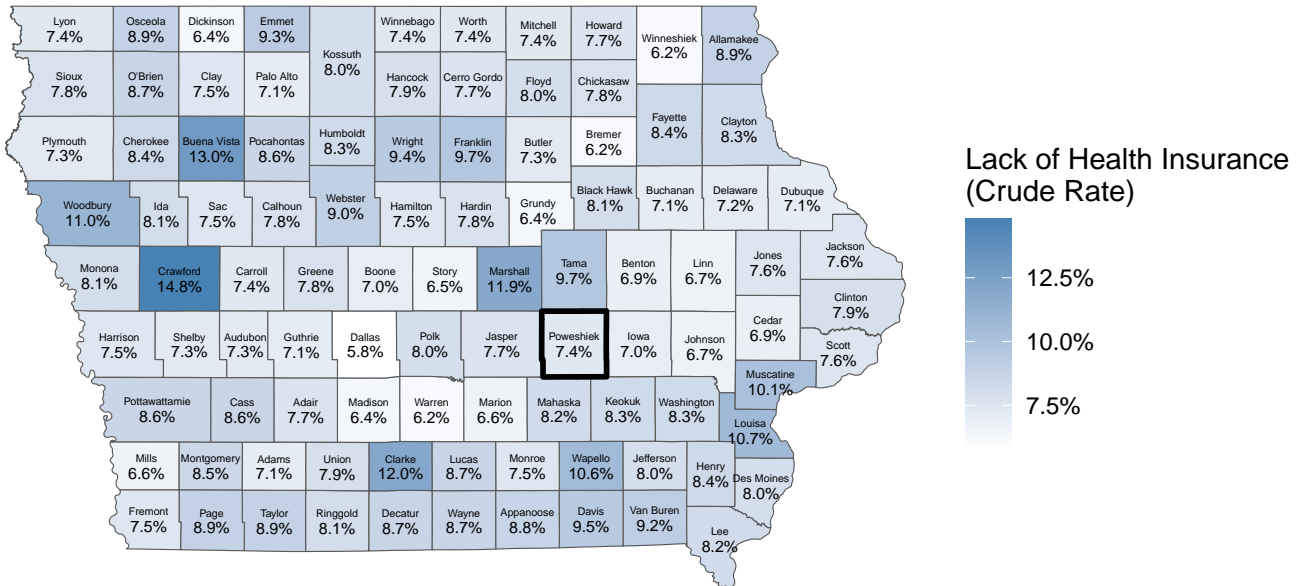 Lyon
7.4%
Osceola
8.9%
Dickinson
6.4%
Emmet
9.3%
Kossuth
8.0%
Winnebago
7.4%
Worth
7.4%
Mitchell
7.4%
Howard
7.7%
Winneshiek
6.2%
Allamakee
8.9%
Sioux
7.8%
O'Brien
8.7%
Clay
7.5%
Palo Alto
7.1%
Hancock
7.9%
Cerro Gordo
7.7%
Floyd
8.0%
Chickasaw
7.8%
Fayette
8.4%
Clayton
8.3%
Plymouth
7.3%
Cherokee
8.4%
Buena Vista
13.0%
Pocahontas
8.6%
Humboldt
8.3%
Wright
9.4%
Franklin
9.7%
Butler
7.3%
Bremer
6.2%
Woodbury
11.0%
Ida
8.1%
Sac
7.5%
Calhoun
7.8%
Webster
9.0%
Hamilton
7.5%
Hardin
7.8%
Grundy
6.4%
Black Hawk
8.1%
Buchanan
7.1%
Delaware
7.2%
Dubuque
7.1%
Monona
8.1%
Crawford
14.8%
Carroll
7.4%
Greene
7.8%
Boone
7.0%
Story
6.5%
Marshall
11.9%
Tama
9.7%
Benton
6.9%
Linn
6.7%
Jones
7.6%
Jackson
7.6%
Clinton
7.9%
Harrison
7.5%
Shelby
7.3%
Audubon
7.3%
Guthrie
7.1%
Dallas
5.8%
Polk
8.0%
Jasper
7.7%
Poweshiek
7.4%
Iowa
7.0%
Johnson
6.7%
Cedar
6.9%
Scott
7.6%
Muscatine
10.1%
Pottawattamie
8.6%
Cass
8.6%
Adair
7.7%
Madison
6.4%
Warren
6.2%
Marion
6.6%
Mahaska
8.2%
Keokuk
8.3%
Washington
8.3%
Louisa
10.7%
Mills
6.6%
Montgomery
8.5%
Adams
7.1%
Union
7.9%
Clarke
12.0%
Lucas
8.7%
Monroe
7.5%
Wapello
10.6%
Jefferson
8.0%
Henry
8.4%
Des Moines
8.0%
Fremont
7.5%
Page
8.9%
Taylor
8.9%
Ringgold
8.1%
Decatur
8.7%
Wayne
8.7%
Appanoose
8.8%
Davis
9.5%
Van Buren
9.2%
Lee
8.2%
Lack of Health Insurance
(Crude Rate)
12.5%
10.0%
7.5%